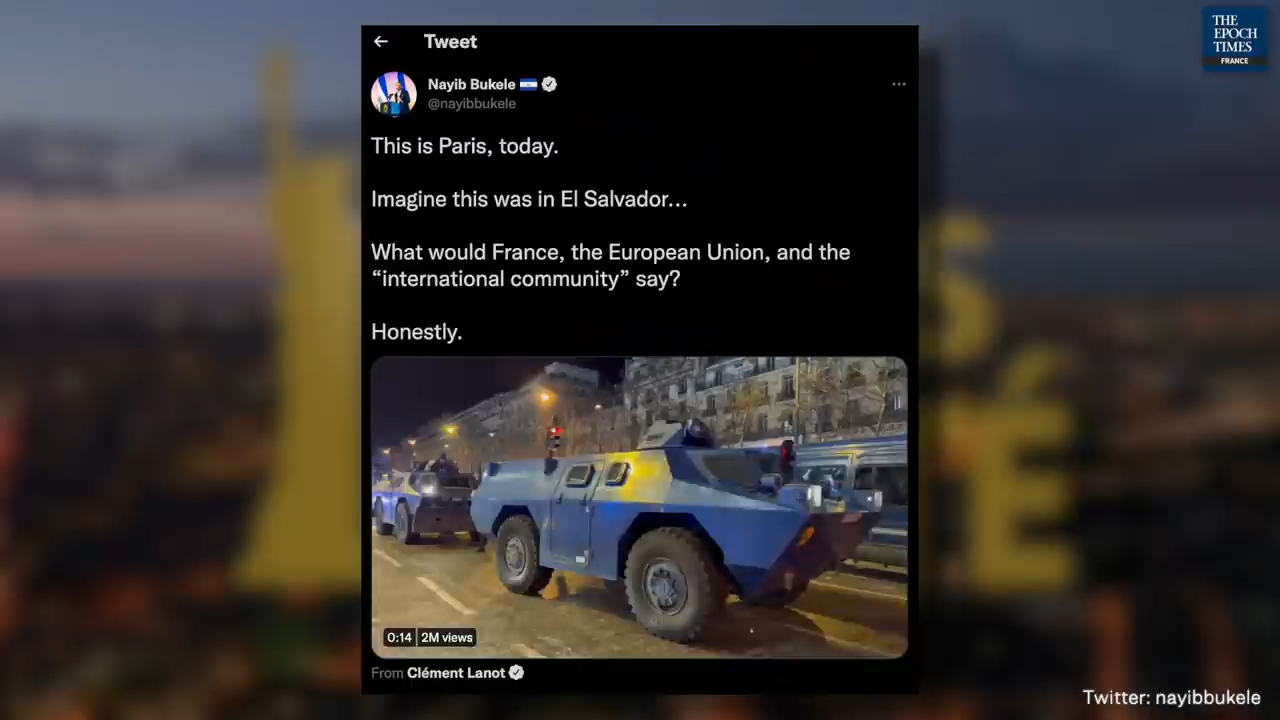 THE
EPOCH
TIMES
FRANCE
Tweet
Nayib Bukele
@nayibbukele
This is Paris, today.
Imagine this was in El Salvador...
What would France, the European Union, and the
“international community” say?
Honestly.
0:14 2M views
From Clément Lanot
Twitter: nayibbukele